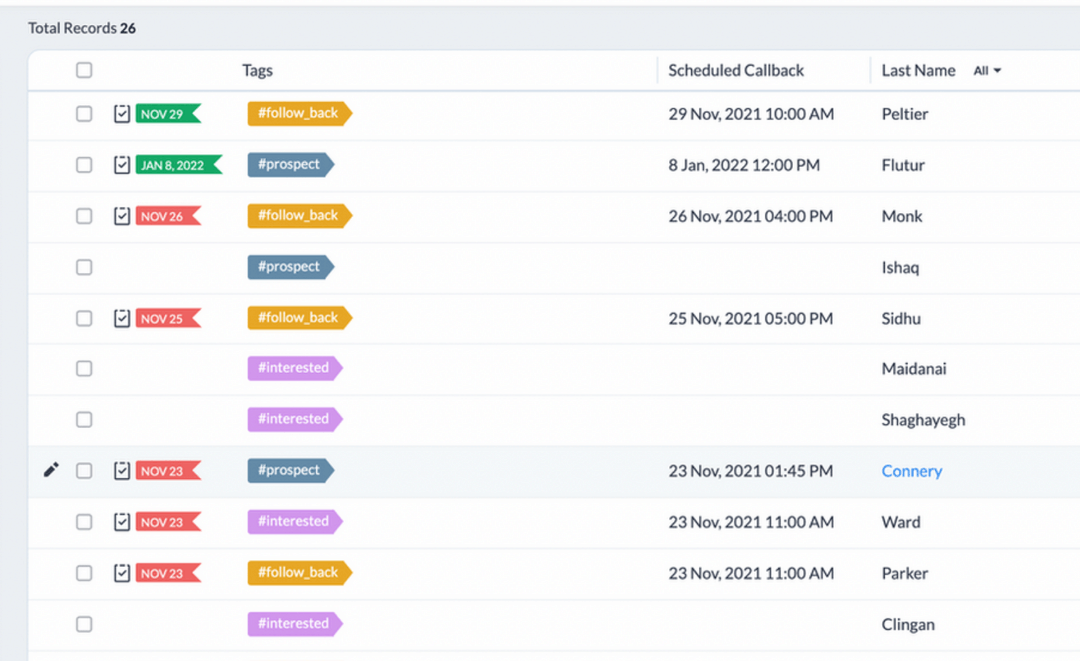 Total Records 26
Tags Scheduled Callback Last Name All
NOV 29 #follow_back 29 Nov, 2021 10:00 AM Peltier
JAN 8, 2022 #prospect 8 Jan, 2022 12:00 PM Flutur
NOV 26 #follow_back 26 Nov, 2021 04:00 PM Monk
#prospect Ishaq
NOV 25 #follow_back 25 Nov, 2021 05:00 PM Sidhu
#interested Maidanai
#interested Shaghayegh
NOV 23 #prospect 23 Nov, 2021 01:45 PM Connery
NOV 23 #interested 23 Nov, 2021 11:00 AM Ward
NOV 23 #follow_back 23 Nov, 2021 11:00 AM Parker
#interested Clingan